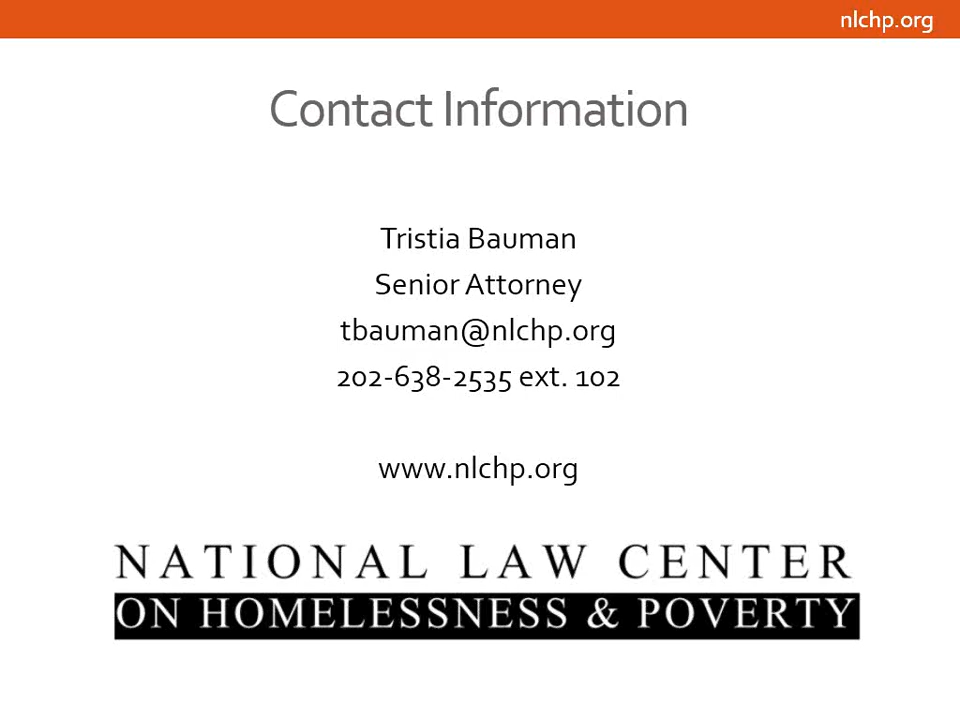 nlchp.org
Contact Information
Tristia Bauman
Senior Attorney
tbauman@nlchp.org
202-638-2535 ext. 102
www.nlchp.org
NATIONAL LAW CENTER
ON HOMELESSNESS & POVERTY